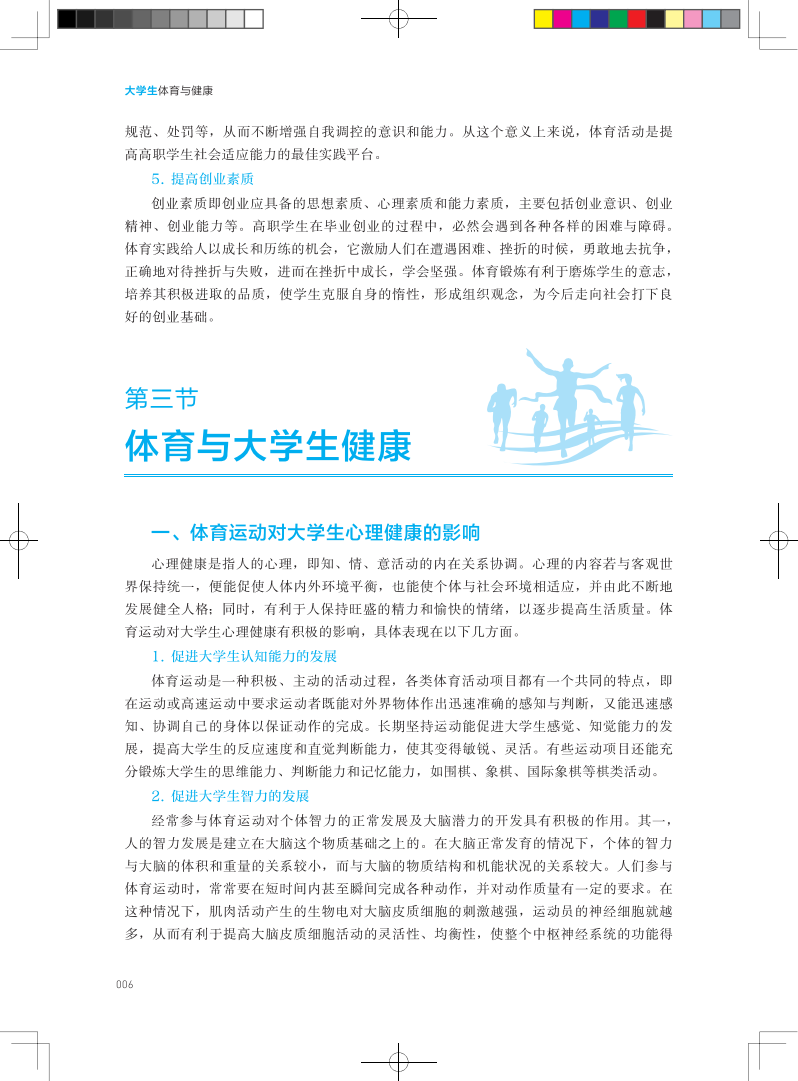 大学生体育与健康
规范、处罚等，从而不断增强自我调控的意识和能力。从这个意义上来说，体育活动是提
高高职学生社会适应能力的最佳实践平台。
5. 提高创业素质
创业素质即创业应具备的思想素质、心理素质和能力素质，主要包括创业意识、创业
精神、创业能力等。高职学生在毕业创业的过程中，必然会遇到各种各样的困难与障碍。
体育实践给人以成长和历练的机会，它激励人们在遭遇困难、挫折的时候，勇敢地去抗争，
正确地对待挫折与失败，进而在挫折中成长，学会坚强。体育锻炼有利于磨炼学生的意志，
培养其积极进取的品质，使学生克服自身的惰性，形成组织观念，为今后走向社会打下良
好的创业基础。
第三节
体育与大学生健康
一、体育运动对大学生心理健康的影响
心理健康是指人的心理，即知、情、意活动的内在关系协调。心理的内容若与客观世
界保持统一，便能促使人体内外环境平衡，也能使个体与社会环境相适应，并由此不断地
发展健全人格；同时，有利于人保持旺盛的精力和愉快的情绪，以逐步提高生活质量。体
育运动对大学生心理健康有积极的影响，具体表现在以下几方面。
1. 促进大学生认知能力的发展
体育运动是一种积极、主动的活动过程，各类体育活动项目都有一个共同的特点，即
在运动或高速运动中要求运动者既能对外界物体作出迅速准确的感知与判断，又能迅速感
知、协调自己的身体以保证动作的完成。长期坚持运动能促进大学生感觉、知觉能力的发
展，提高大学生的反应速度和直觉判断能力，使其变得敏锐、灵活。有些运动项目还能充
分锻炼大学生的思维能力、判断能力和记忆能力，如围棋、象棋、国际象棋等棋类活动。
2. 促进大学生智力的发展
经常参与体育运动对个体智力的正常发展及大脑潜力的开发具有积极的作用。其一，
人的智力发展是建立在大脑这个物质基础之上的。在大脑正常发育的情况下，个体的智力
与大脑的体积和重量的关系较小，而与大脑的物质结构和机能状况的关系较大。人们参与
体育运动时，常常要在短时间内甚至瞬间完成各种动作，并对动作质量有一定的要求。在
这种情况下，肌肉活动产生的生物电对大脑皮质细胞的刺激越强，运动员的神经细胞就越
多，从而有利于提高大脑皮质细胞活动的灵活性、均衡性，使整个中枢神经系统的功能得
006